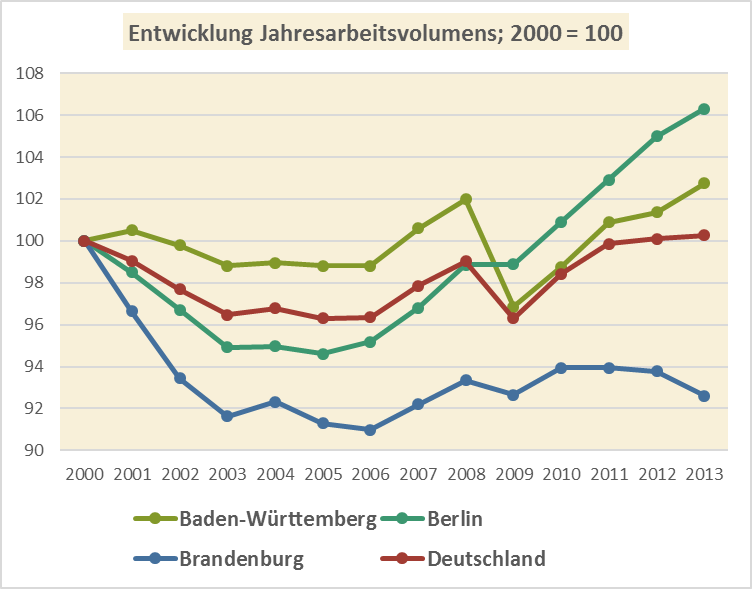 Entwicklung Jahresarbeitsvolumens; 2000 = 100
108
106
104
102
100
98
96
94
92
90
2000 2001 2002 2003 2004 2005 2006 2007 2008 2009 2010 2011 2012 2013
Baden-Württemberg Berlin
Brandenburg Deutschland